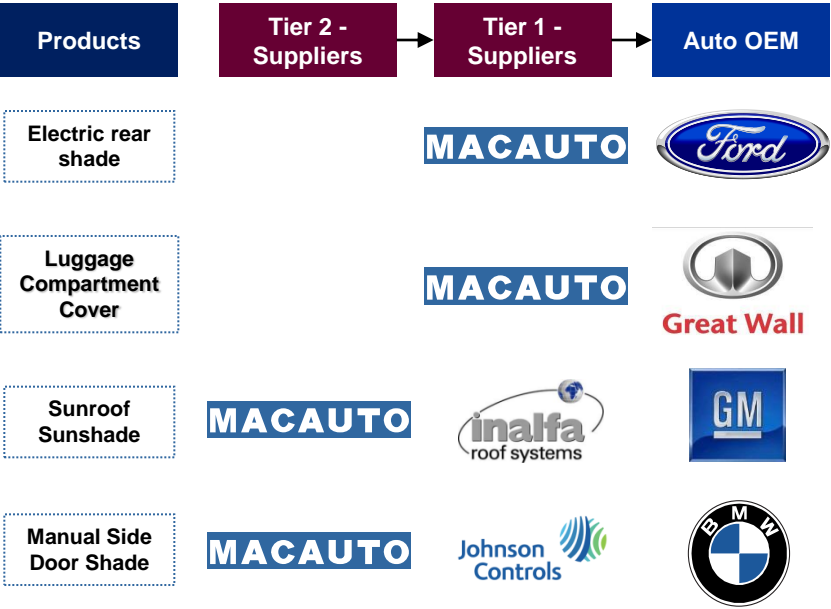 Products
Tier 2 -
Suppliers
Tier 1 -
Suppliers
Auto OEM
Electric rear
shade
MACAUTO
Ford
Luggage
Compartment
Cover
MACAUTO
Great Wall
Sunroof
Sunshade
MACAUTO
inalfa
roof systems
GM
Manual Side
Door Shade
MACAUTO
Johnson
Controls
BMW